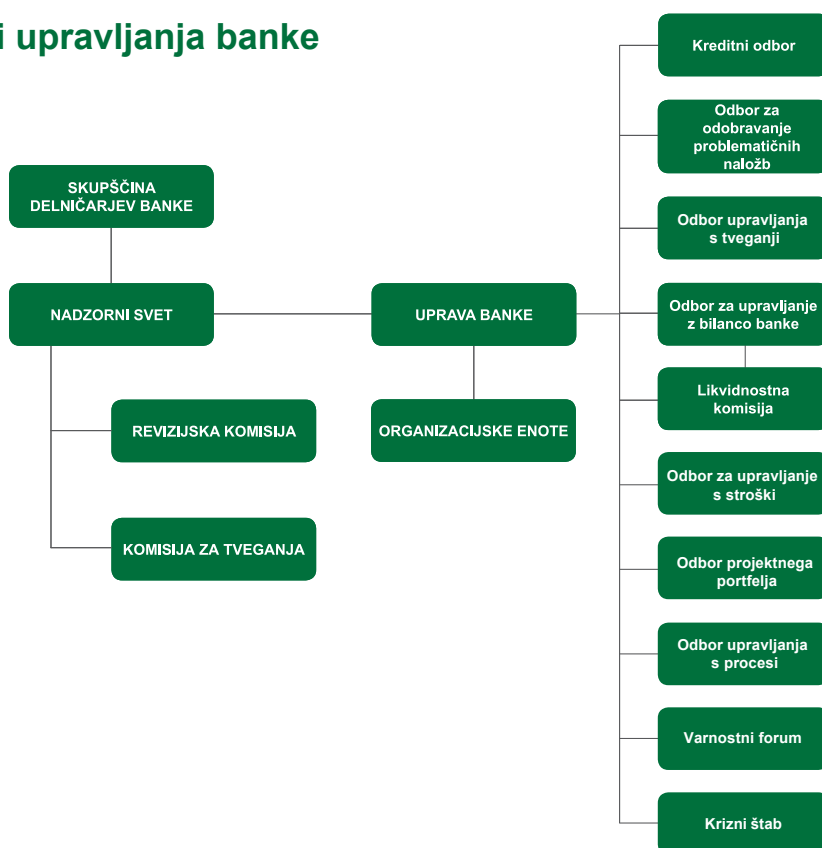 i upravljanja banke
SKUPŠČINA
DELNIČARJEV BANKE
NADZORNI SVET
REVIZIJSKA KOMISIJA
KOMISIJA ZA TVEGANJA
UPRAVA BANKE
ORGANIZACIJSKE ENOTE
Kreditni odbor
Odbor za
odobravanje
problematičnih
naložb
Odbor upravljanja
s tveganji
Odbor za upravljanje
z bilanco banke
Likvidnostna
komisija
Odbor za upravljanje
s stroški
Odbor projektnega
portfelja
Odbor upravljanja
s procesi
Varnostni forum
Krizni štab